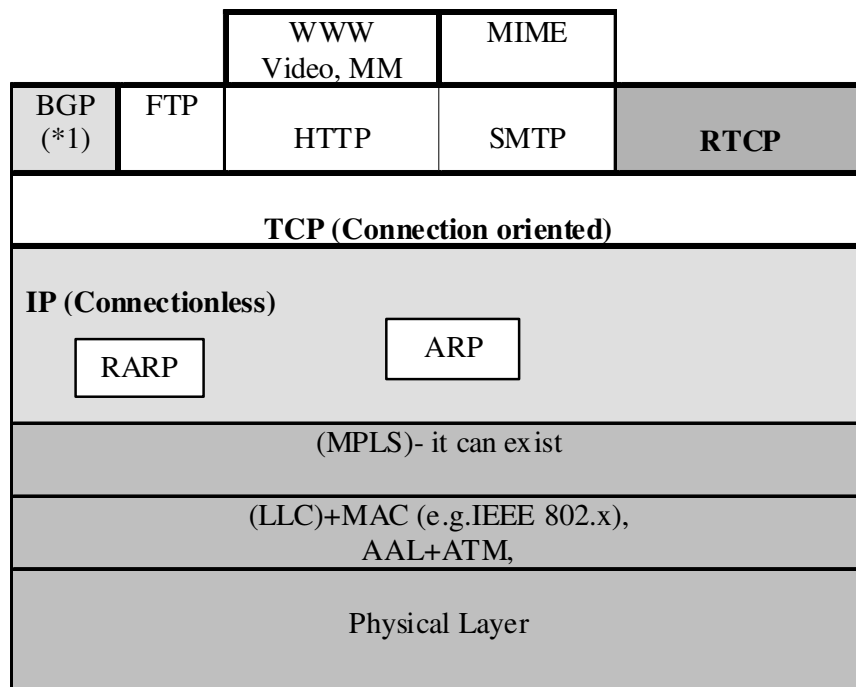 WWW
Video, MM
MIME
BGP
(*1)
FTP
HTTP
SMTP
RTCP
TCP (Connection oriented)
IP (Connectionless)
RARP
ARP
(MPLS)- it can exist
(LLC)+MAC (e.g.IEEE 802.x),
AAL+ATM,
Physical Layer